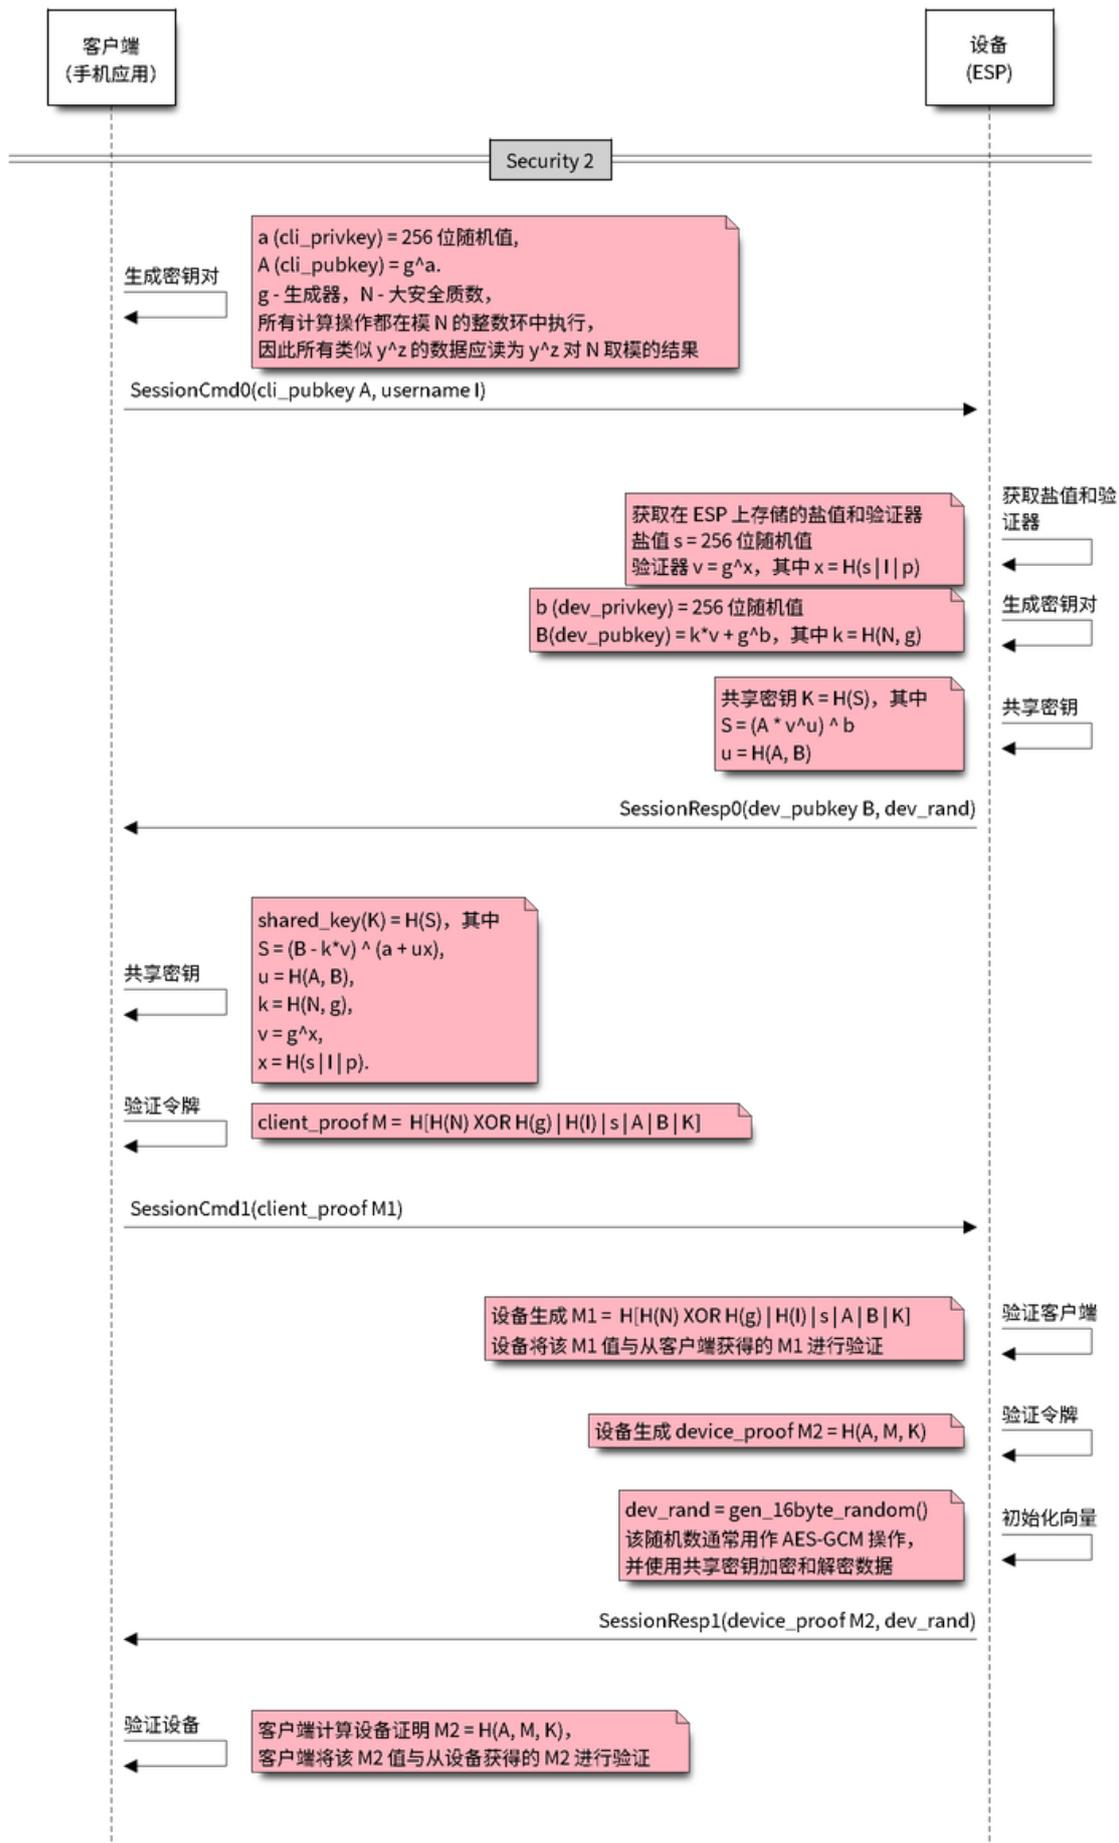 客户端
（手机应用）
设备
(ESP)
Security 2
生成密钥对
a (cli_privkey) = 256 位随机值,
A (cli_pubkey) = g^a.
g - 生成器，N - 大安全质数，
所有计算操作都在模 N 的整数环中执行，
因此所有类似 y^z 的数据应读为 y^z 对 N 取模的结果
SessionCmd0(cli_pubkey A, username I)
获取盐值和验
证器
获取在 ESP 上存储的盐值和验证器
盐值 s = 256 位随机值
验证器 v = g^x，其中 x = H(s | I | p)
生成密钥对
b (dev_privkey) = 256 位随机值
B(dev_pubkey) = k*v + g^b，其中 k = H(N, g)
共享密钥
共享密钥 K = H(S)，其中
S = (A * v^u) ^ b
u = H(A, B)
SessionResp0(dev_pubkey B, dev_rand)
共享密钥
shared_key(K) = H(S)，其中
S = (B - k*v) ^ (a + ux),
u = H(A, B),
k = H(N, g),
v = g^x,
x = H(s | I | p).
验证令牌
client_proof M = H[H(N) XOR H(g) | H(I) | s | A | B | K]
SessionCmd1(client_proof M1)
验证客户端
设备生成 M1 = H[H(N) XOR H(g) | H(I) | s | A | B | K]
设备将该 M1 值与从客户端获得的 M1 进行验证
验证令牌
设备生成 device_proof M2 = H(A, M, K)
初始化向量
dev_rand = gen_16byte_random()
该随机数通常用作 AES-GCM 操作，
并使用共享密钥加密和解密数据
SessionResp1(device_proof M2, dev_rand)
验证设备
客户端计算设备证明 M2 = H(A, M, K)，
客户端将该 M2 值与从设备获得的 M2 进行验证